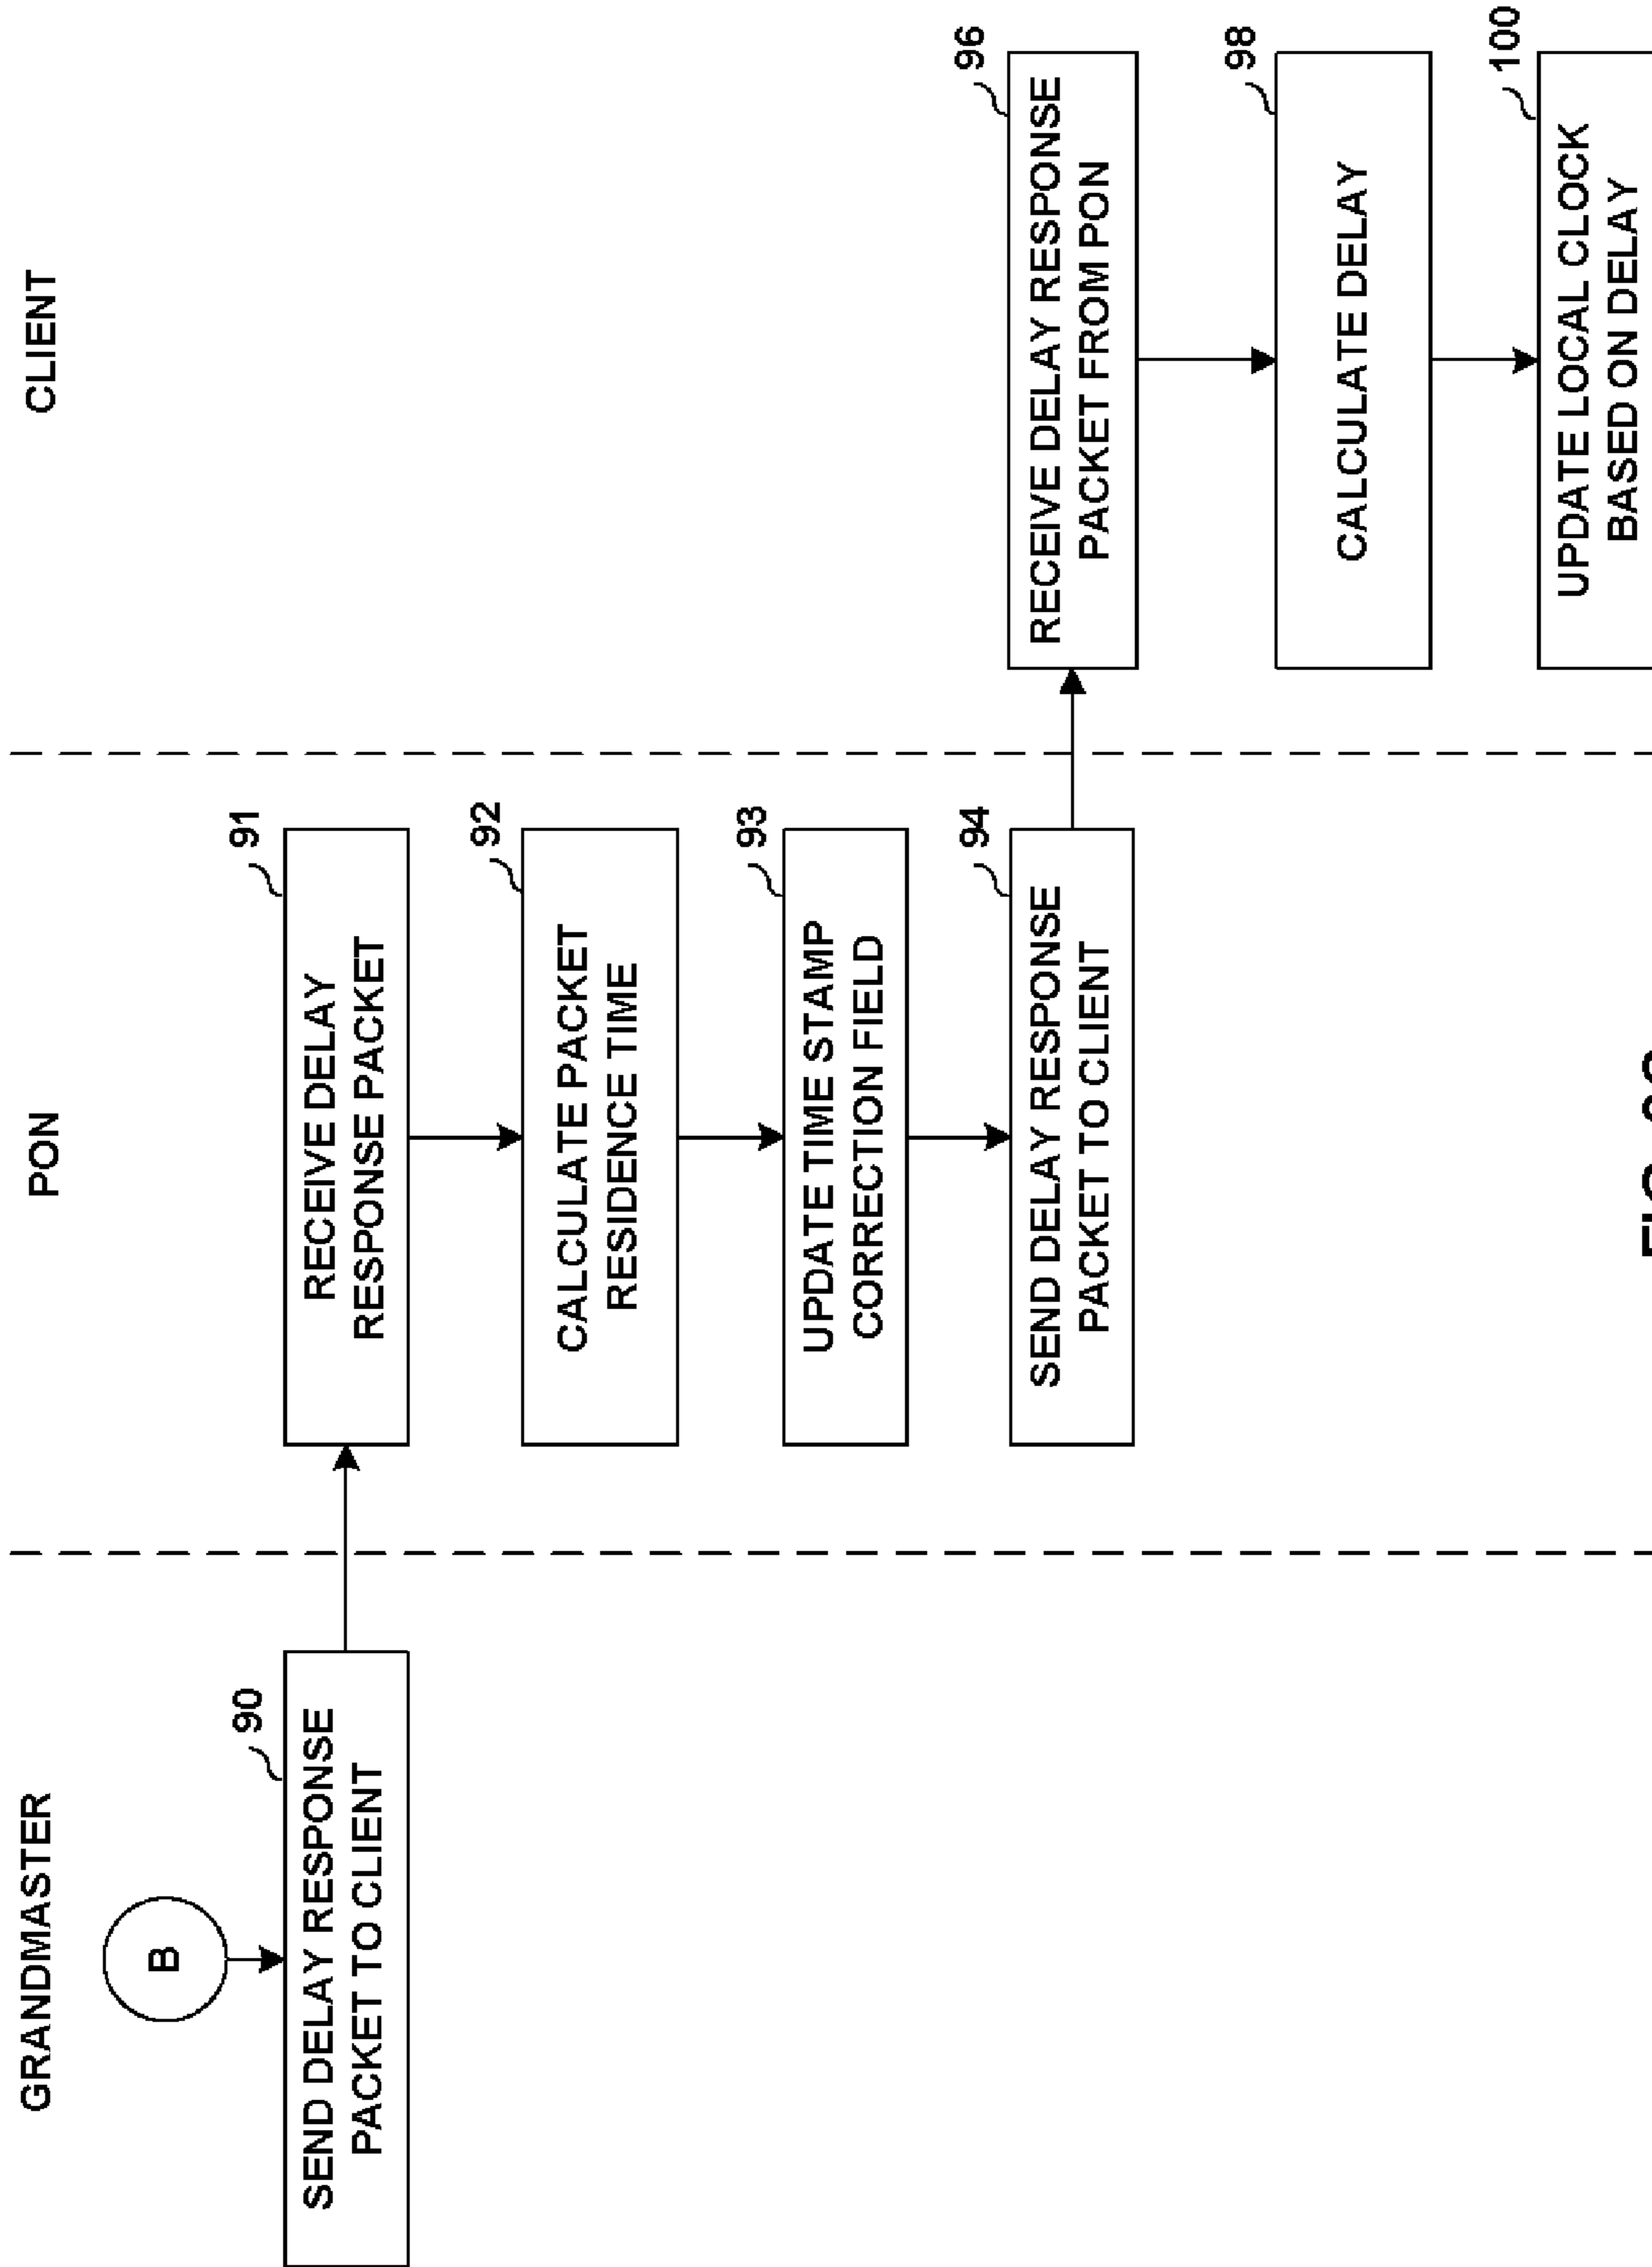 GRANDMASTER
PON
CLIENT
B
90
SEND DELAY RESPONSE
PACKET TO CLIENT
91
RECEIVE DELAY
RESPONSE PACKET
92
CALCULATE PACKET
RESIDENCE TIME
93
UPDATE TIME STAMP
CORRECTION FIELD
94
SEND DELAY RESPONSE
PACKET TO CLIENT
96
RECEIVE DELAY RESPONSE
PACKET FROM PON
98
CALCULATE DELAY
100
UPDATE LOCAL CLOCK
BASED ON DELAY